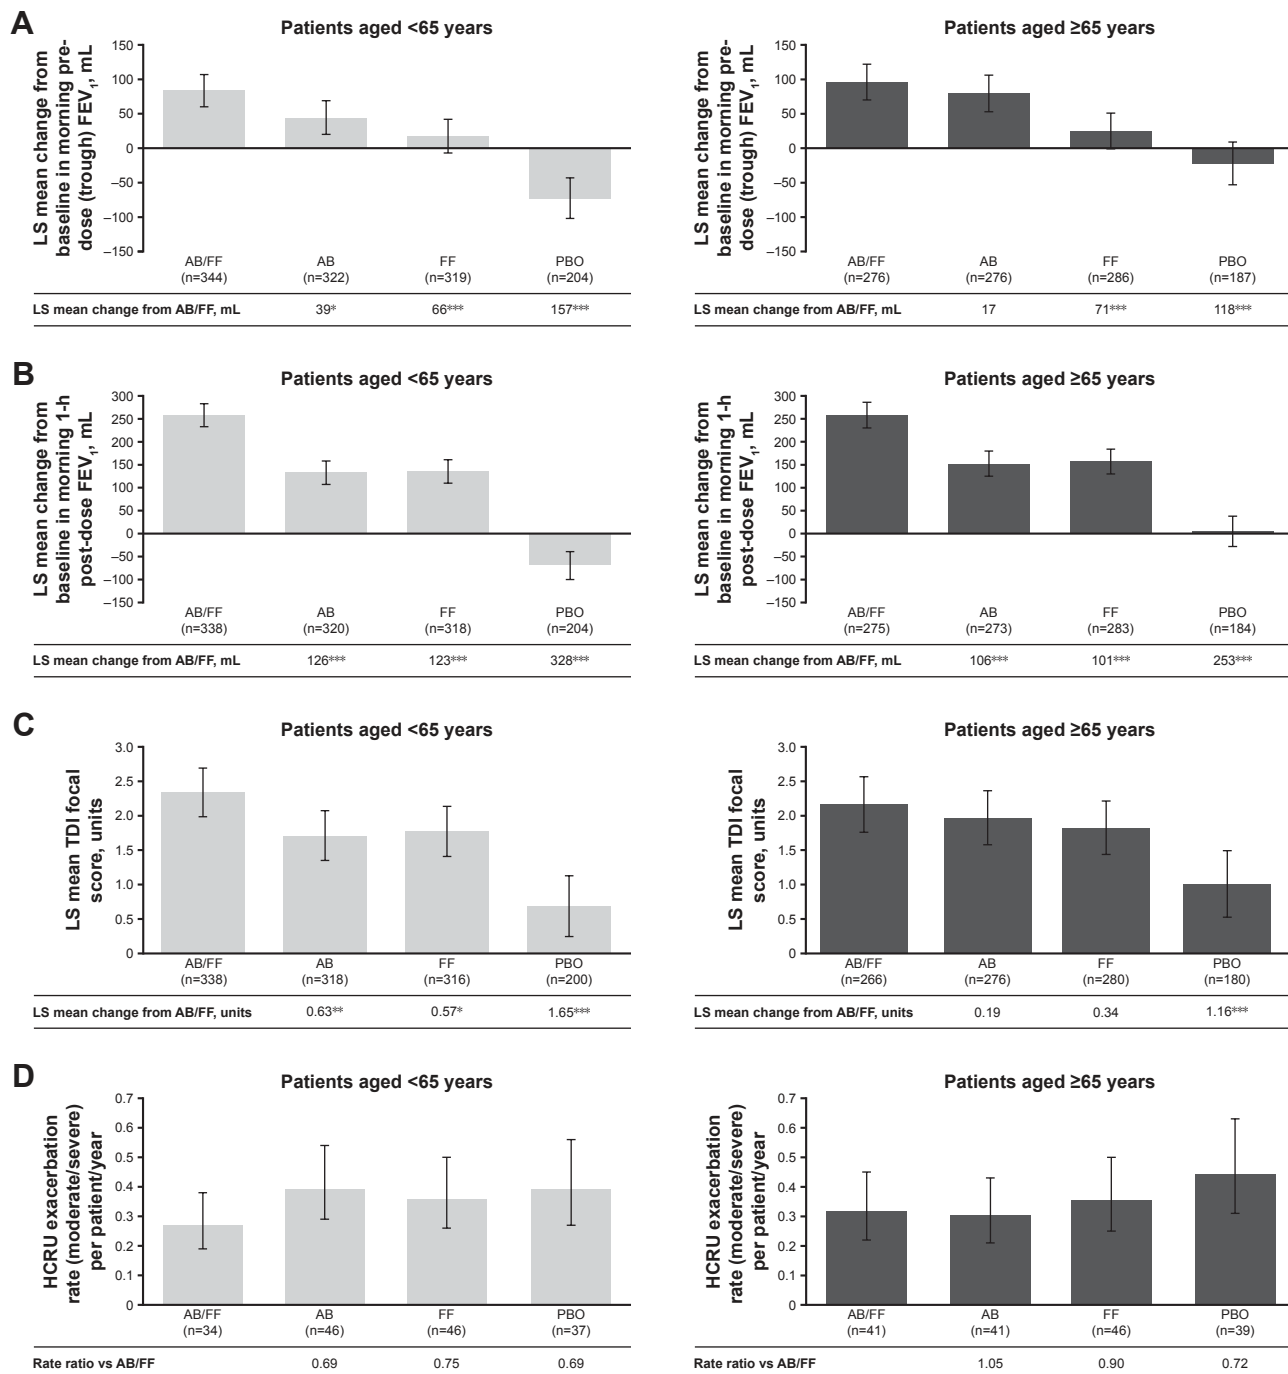 A
Patients aged <65 years
LS mean change from
baseline in morning pre-
dose (trough) FEV1, mL
150
100
50
0
–50
–100
–150
AB/FF AB FF PBO
(n=344) (n=322) (n=319) (n=204)
LS mean change from AB/FF, mL 39* 66*** 157***
Patients aged ≥65 years
LS mean change from
baseline in morning pre-
dose (trough) FEV1, mL
150
100
50
0
–50
–100
–150
AB/FF AB FF PBO
(n=276) (n=276) (n=286) (n=187)
LS mean change from AB/FF, mL 17 71*** 118***
B
Patients aged <65 years
LS mean change from
baseline in morning 1-h
post-dose FEV1, mL
300
250
200
150
100
50
0
–50
–100
–150
AB/FF AB FF PBO
(n=338) (n=320) (n=318) (n=204)
LS mean change from AB/FF, mL 126*** 123*** 328***
Patients aged ≥65 years
LS mean change from
baseline in morning 1-h
post-dose FEV1, mL
300
250
200
150
100
50
0
–50
–100
–150
AB/FF AB FF PBO
(n=275) (n=273) (n=283) (n=184)
LS mean change from AB/FF, mL 106*** 101*** 253***
C
Patients aged <65 years
LS mean TDI focal
score, units
3.0
2.5
2.0
1.5
1.0
0.5
0
AB/FF AB FF PBO
(n=338) (n=318) (n=316) (n=200)
LS mean change from AB/FF, units 0.63** 0.57* 1.65***
Patients aged ≥65 years
LS mean TDI focal
score, units
3.0
2.5
2.0
1.5
1.0
0.5
0
AB/FF AB FF PBO
(n=266) (n=276) (n=280) (n=180)
LS mean change from AB/FF, units 0.19 0.34 1.16***
D
Patients aged <65 years
HCRU exacerbation
rate (moderate/severe)
per patient/year
0.7
0.6
0.5
0.4
0.3
0.2
0.1
0
AB/FF AB FF PBO
(n=34) (n=46) (n=46) (n=37)
Rate ratio vs AB/FF 0.69 0.75 0.69
Patients aged ≥65 years
HCRU exacerbation
rate (moderate/severe)
per patient/year
0.7
0.6
0.5
0.4
0.3
0.2
0.1
0
AB/FF AB FF PBO
(n=41) (n=41) (n=46) (n=39)
Rate ratio vs AB/FF 1.05 0.90 0.72